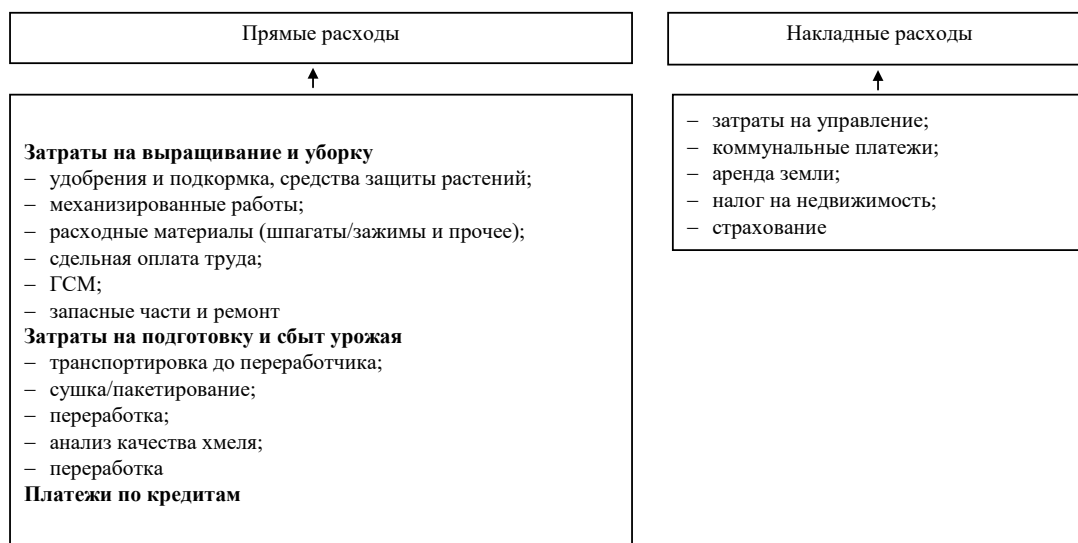 Прямые расходы
Затраты на выращивание и уборку
– удобрения и подкормка, средства защиты растений;
– механизированные работы;
– расходные материалы (шпагаты/зажимы и прочее);
– сдельная оплата труда;
– ГСМ;
– запасные части и ремонт
Затраты на подготовку и сбыт урожая
– транспортировка до переработчика;
– сушка/пакетирование;
– переработка;
– анализ качества хмеля;
– переработка
Платежи по кредитам
Накладные расходы
– затраты на управление;
– коммунальные платежи;
– аренда земли;
– налог на недвижимость;
– страхование